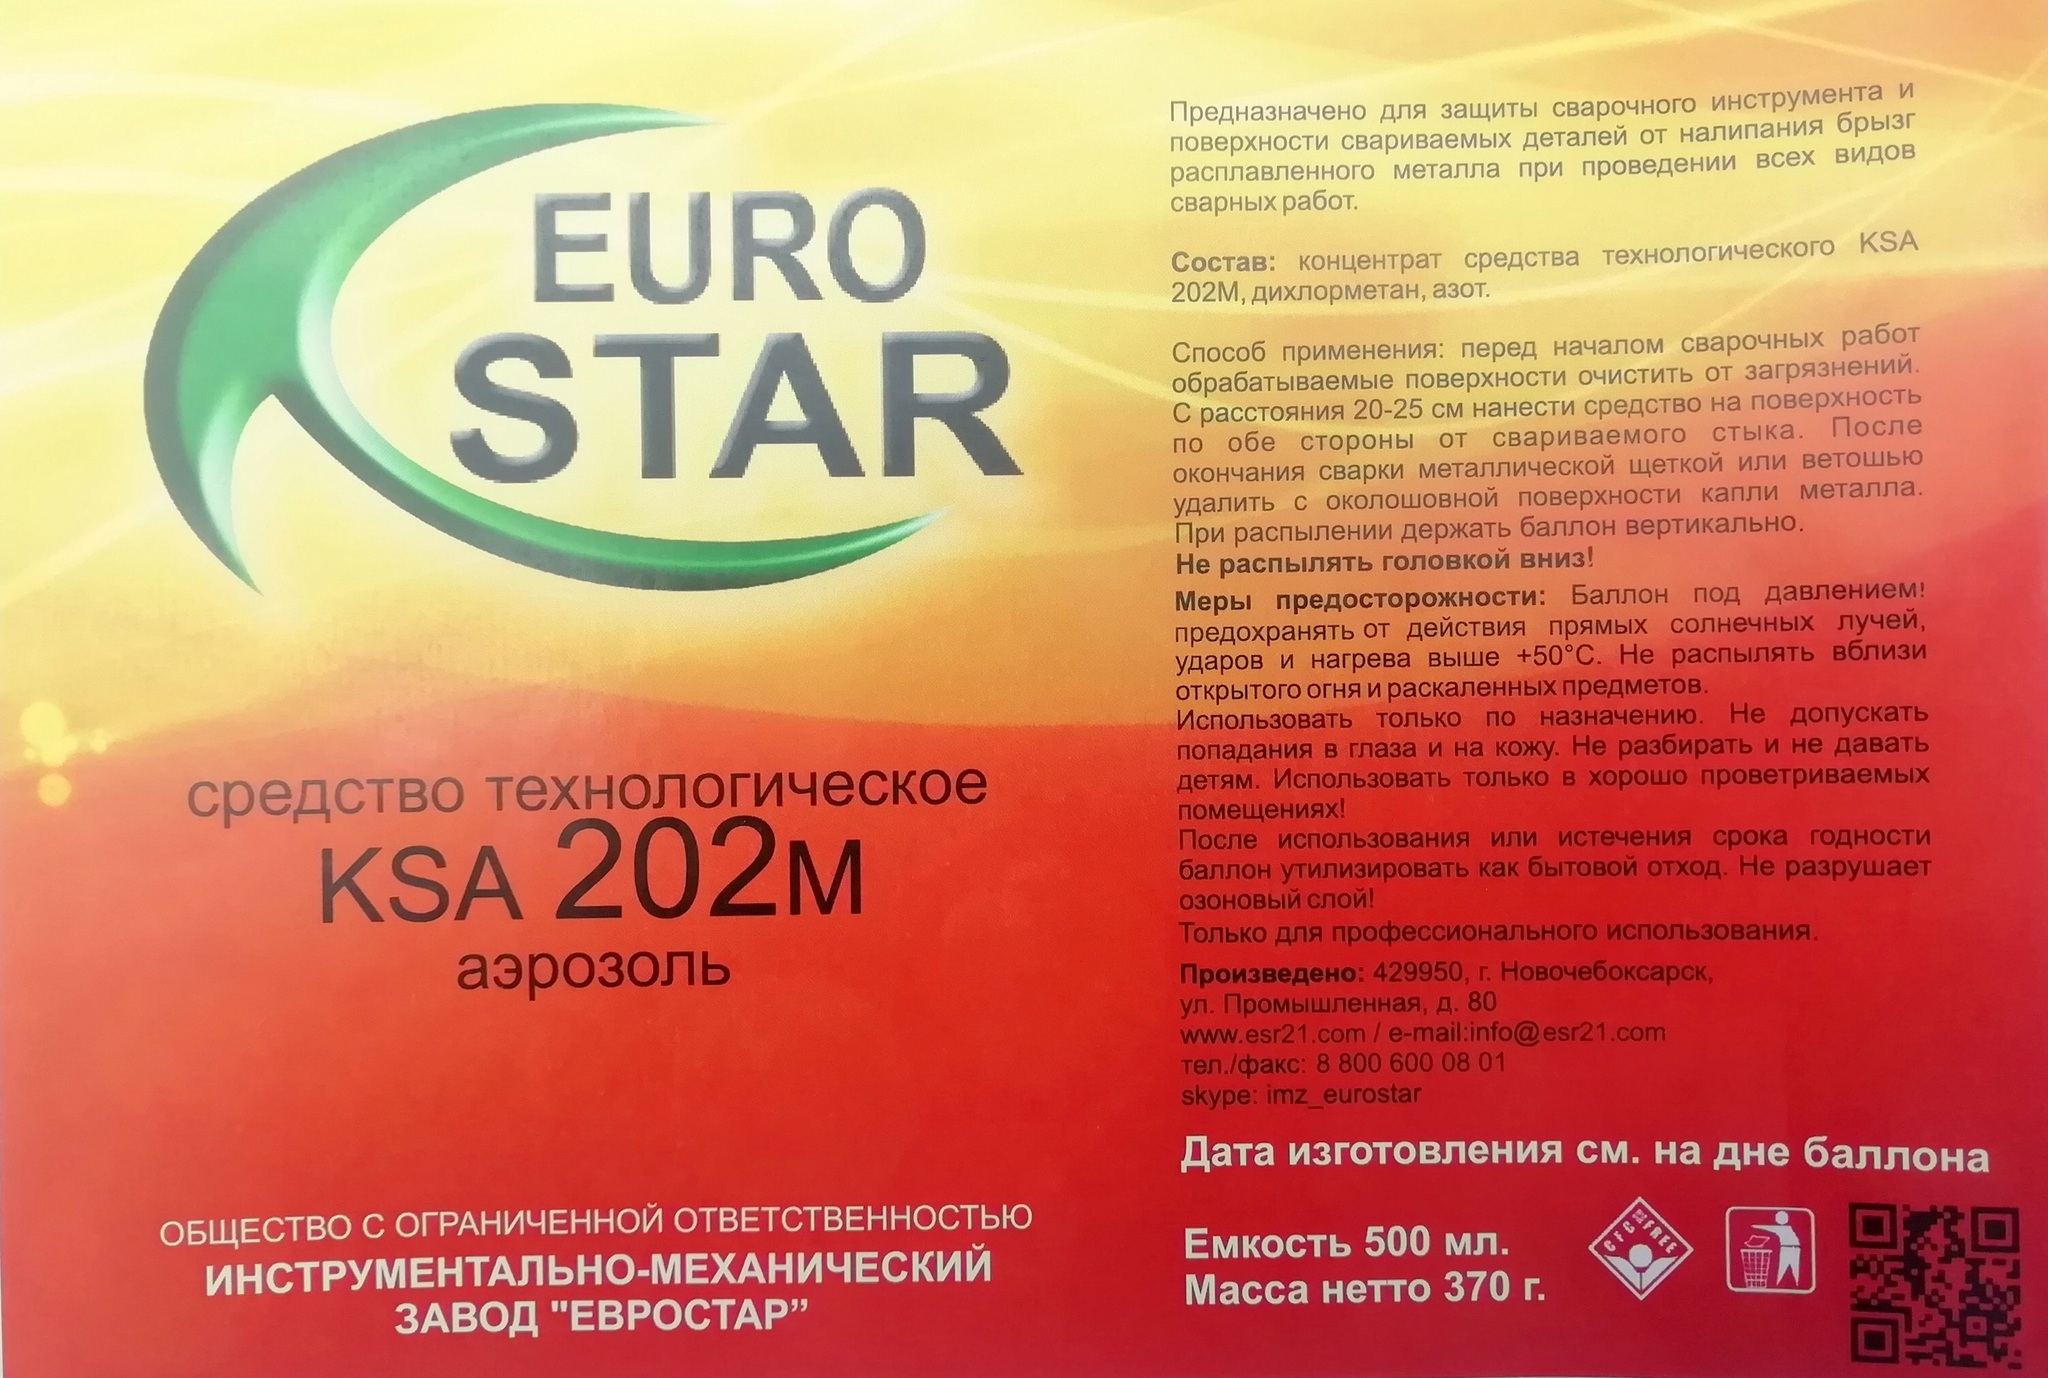 EURO
STAR
средство технологическое
KSA 202М
аэрозоль
ОБЩЕСТВО С ОГРАНИЧЕННОЙ ОТВЕТСТВЕННОСТЬЮ
ИНСТРУМЕНТАЛЬНО-МЕХАНИЧЕСКИЙ
ЗАВОД "ЕВРОСТАР”
Предназначено для защиты сварочного инструмента и
поверхности свариваемых деталей от налипания брызг
расплавленного металла при проведении всех видов
сварных работ.
Состав: концентрат средства технологического KSA
202М, дихлорметан, азот.
Способ применения: перед началом сварочных работ
обрабатываемые поверхности очистить от загрязнений.
С расстояния 20-25 см нанести средство на поверхность
по обе стороны от свариваемого стыка. После
окончания сварки металлической щеткой или ветошью
удалить с околошовной поверхности капли металла.
При распылении держать баллон вертикально.
Не распылять головкой вниз!
Меры предосторожности: Баллон под давлением!
предохранять от действия прямых солнечных лучей,
ударов и нагрева выше +50°С. Не распылять вблизи
открытого огня и раскаленных предметов.
Использовать только по назначению. Не допускать
попадания в глаза и на кожу. Не разбирать и не давать
детям. Использовать только в хорошо проветриваемых
помещениях!
После использования или истечения срока годности
баллон утилизировать как бытовой отход. Не разрушает
озоновый слой!
Только для профессионального использования.
Произведено: 429950, г. Новочебоксарск,
ул. Промышленная, д. 80
www.esr21.com / e-mail:info@esr21.com
тел./факс: 8 800 600 08 01
skype: imz_eurostar
Дата изготовления см. на дне баллона
Емкость 500 мл.
Масса нетто 370 г.
CFC FREE